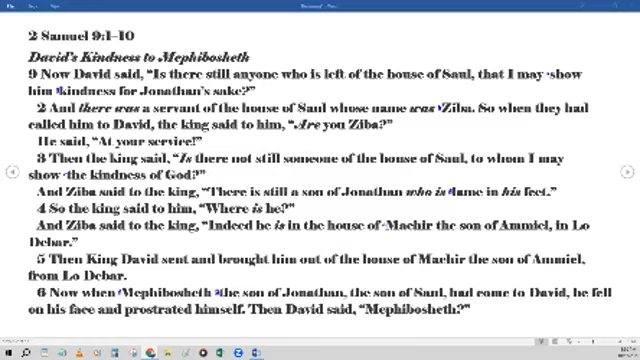 2 Samuel 9:1–10
David's Kindness to Mephibosheth
9 Now David said, "Is there still anyone who is left of the house of Saul, that I may show
him kindness for Jonathan's sake?"
2 And there was a servant of the house of Saul whose name was Ziba. So when they had
called him to David, the king said to him, "Are you Ziba?"
He said, "At your service!"
3 Then the king said, "Is there not still someone of the house of Saul, to whom I may
show the kindness of God?"
And Ziba said to the king, "There is still a son of Jonathan who is lame in his feet."
4 So the king said to him, "Where is he?"
And Ziba said to the king, "Indeed he is in the house of Machir the son of Ammiel, in Lo
Debar."
5 Then King David sent and brought him out of the house of Machir the son of Ammiel,
from Lo Debar.
6 Now when Mephibosheth the son of Jonathan, the son of Saul, had come to David, he fell
on his face and prostrated himself. Then David said, "Mephibosheth?"